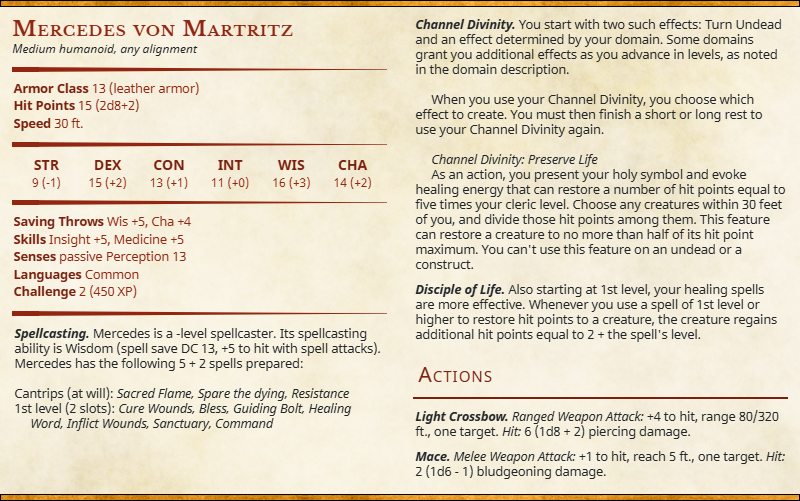 Mercedes von Martritz
Medium humanoid, any alignment
Armor Class 13 (leather armor)
Hit Points 15 (2d8+2)
Speed 30 ft.
STR DEX CON INT WIS CHA
9 (-1) 15 (+2) 13 (+1) 11 (+0) 16 (+3) 14 (+2)
Saving Throws Wis +5, Cha +4
Skills Insight +5, Medicine +5
Senses passive Perception 13
Languages Common
Challenge 2 (450 XP)
Spellcasting. Mercedes is a -level spellcaster. Its spellcasting
ability is Wisdom (spell save DC 13, +5 to hit with spell attacks).
Mercedes has the following 5 + 2 spells prepared:
Cantrips (at will): Sacred Flame, Spare the dying, Resistance
1st level (2 slots): Cure Wounds, Bless, Guiding Bolt, Healing
Word, Inflict Wounds, Sanctuary, Command
Channel Divinity. You start with two such effects: Turn Undead
and an effect determined by your domain. Some domains
grant you additional effects as you advance in levels, as noted
in the domain description.
When you use your Channel Divinity, you choose which
effect to create. You must then finish a short or long rest to
use your Channel Divinity again.
Channel Divinity: Preserve Life
As an action, you present your holy symbol and evoke
healing energy that can restore a number of hit points equal to
five times your cleric level. Choose any creatures within 30 feet
of you, and divide those hit points among them. This feature
can restore a creature to no more than half of its hit point
maximum. You can't use this feature on an undead or a
construct.
Disciple of Life. Also starting at 1st level, your healing spells
are more effective. Whenever you use a spell of 1st level or
higher to restore hit points to a creature, the creature regains
additional hit points equal to 2 + the spell's level.
Actions
Light Crossbow. Ranged Weapon Attack: +4 to hit, range 80/320
ft., one target. Hit: 6 (1d8 + 2) piercing damage.
Mace. Melee Weapon Attack: +1 to hit, reach 5 ft., one target. Hit:
2 (1d6 - 1) bludgeoning damage.